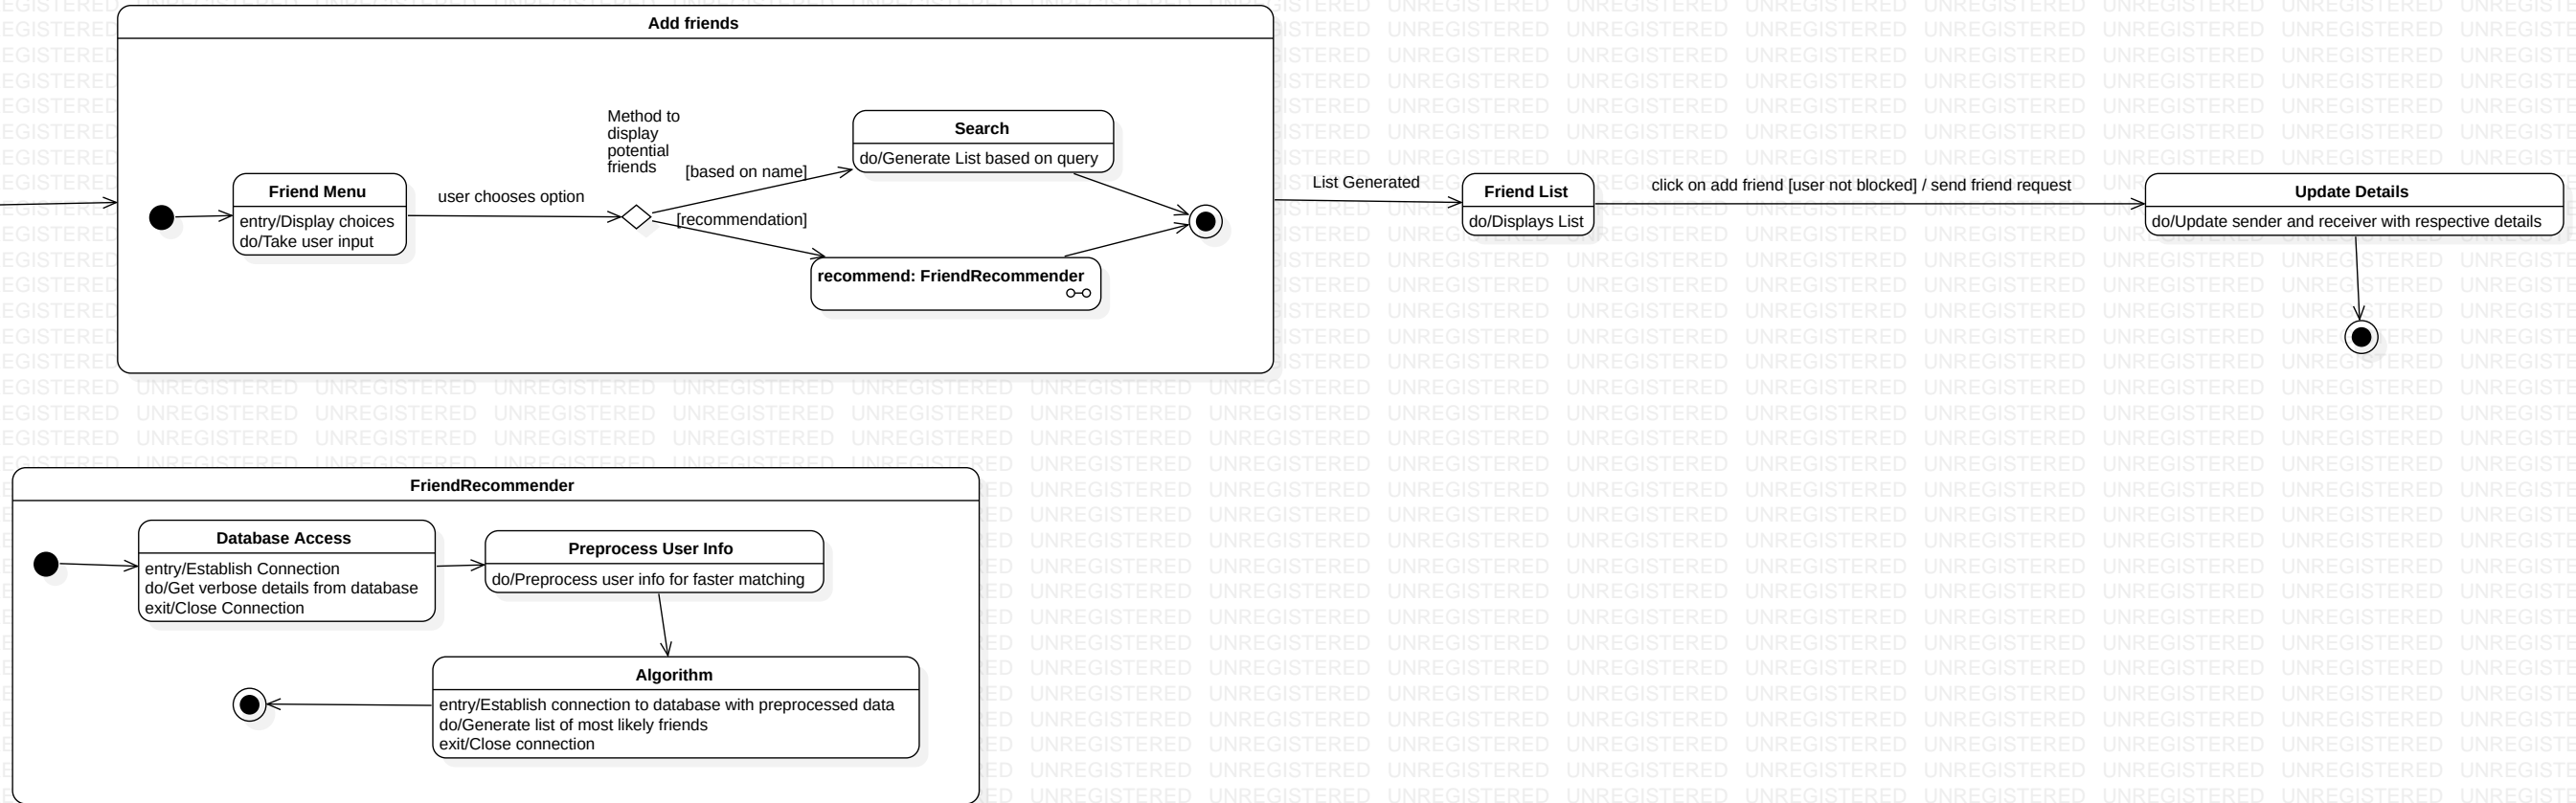 Add friends
Friend Menu
entry/Display choices
do/Take user input
user chooses option
Method to
display
potential
friends
[based on name]
[recommendation]
Search
do/Generate List based on query
recommend: FriendRecommender
List Generated
Friend List
do/Displays List
click on add friend [user not blocked] / send friend request
Update Details
do/Update sender and receiver with respective details
FriendRecommender
Database Access
entry/Establish Connection
do/Get verbose details from database
exit/Close Connection
Preprocess User Info
do/Preprocess user info for faster matching
Algorithm
entry/Establish connection to database with preprocessed data
do/Generate list of most likely friends
exit/Close connection
UNREGISTERED